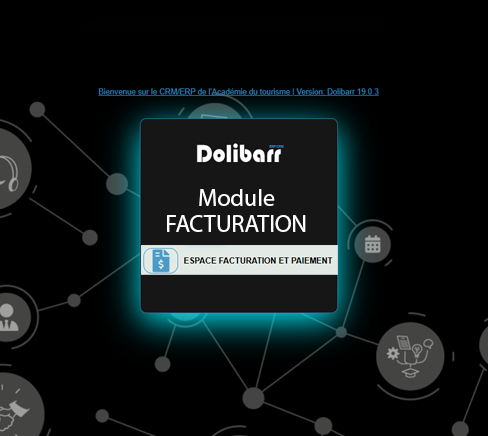 Bienvenue sur le CRM/ERP de l'Académie du tourisme | Version: Dolibarr 19.0.3
Dolibarr
Module
FACTURATION
$ ESPACE FACTURATION ET PAIEMENT